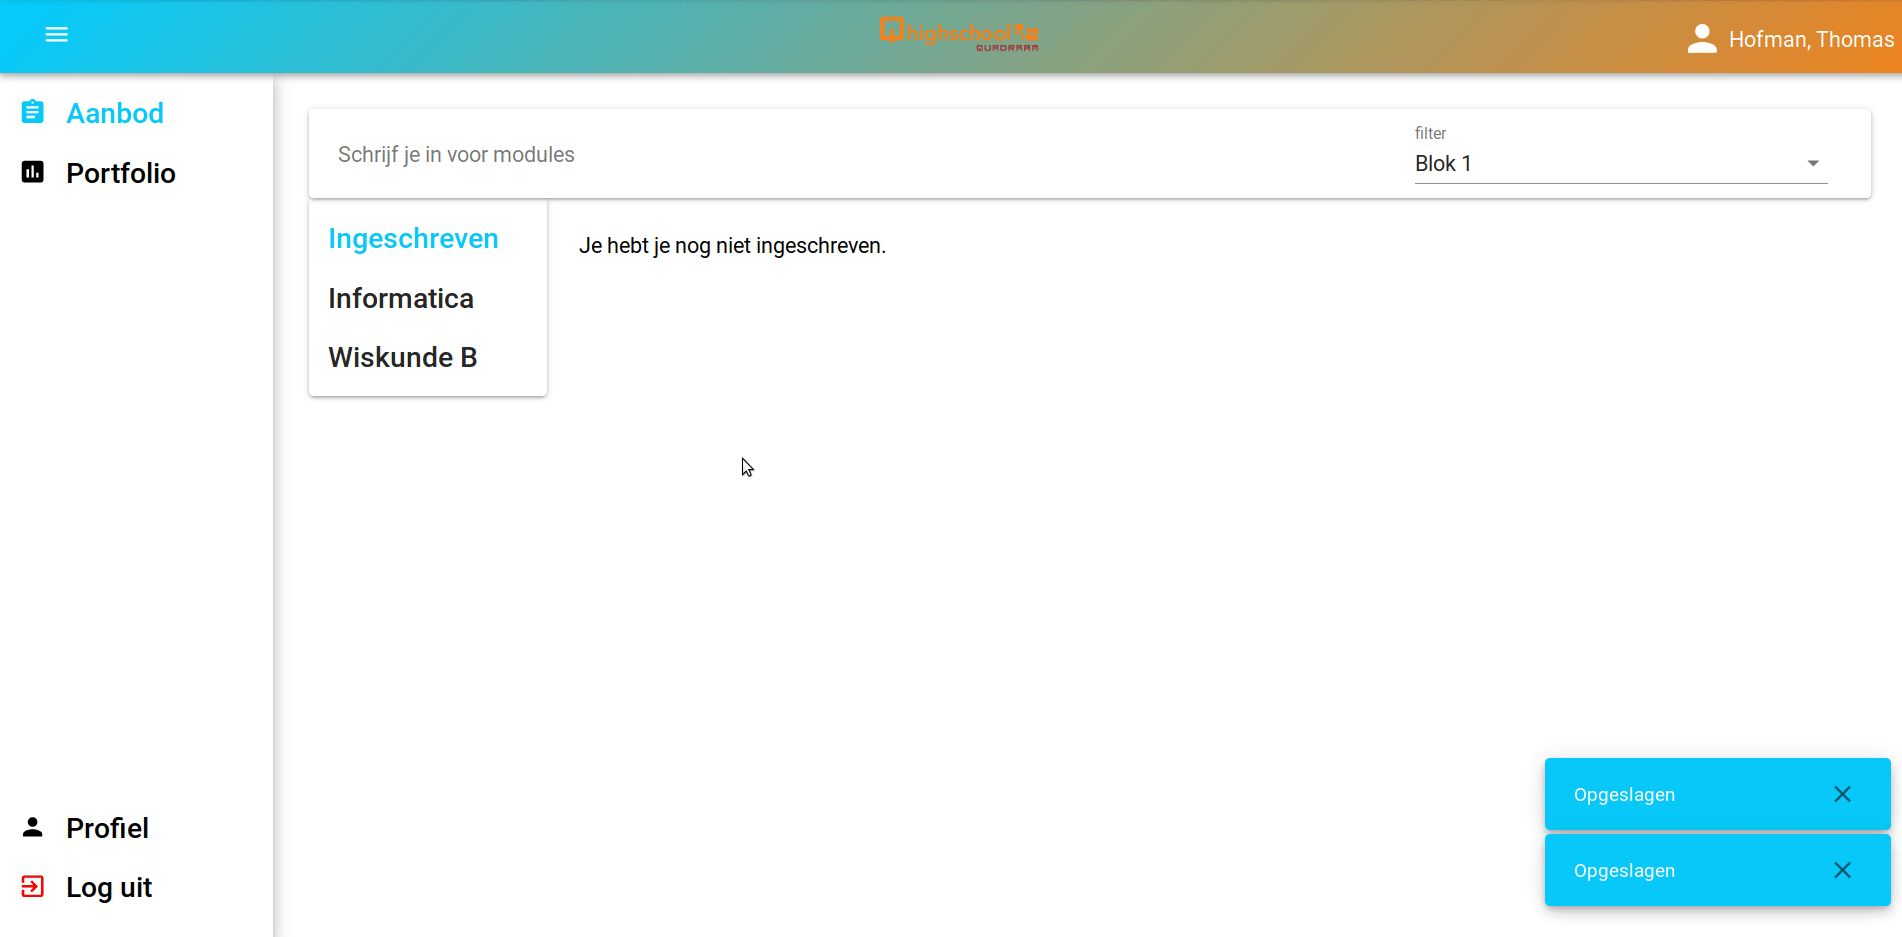 highschool
QUADRAAM
Hofman, Thomas
Aanbod
Portfolio
Schrijf je in voor modules
filter
Blok 1
Ingeschreven
Informatica
Wiskunde B
Je hebt je nog niet ingeschreven.
Opgeslagen
Opgeslagen
Profiel
Log uit